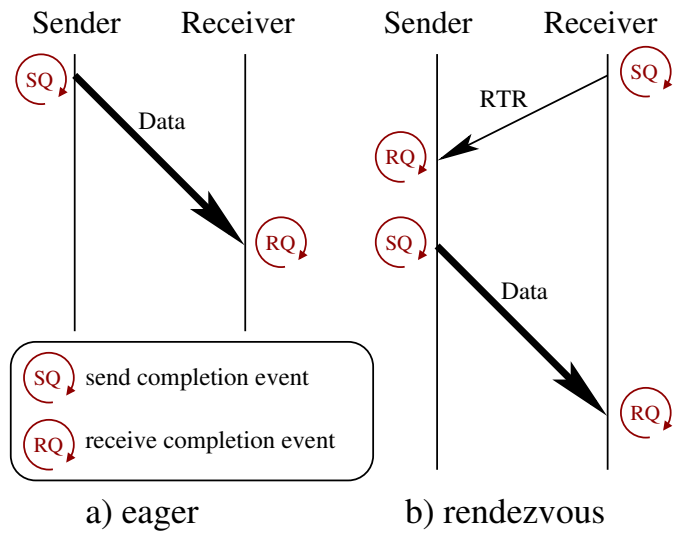 Sender Receiver
SQ
Data
RQ
SQ send completion event
RQ receive completion event
a) eager
Sender Receiver
SQ
RTR
RQ
SQ
Data
RQ
b) rendezvous